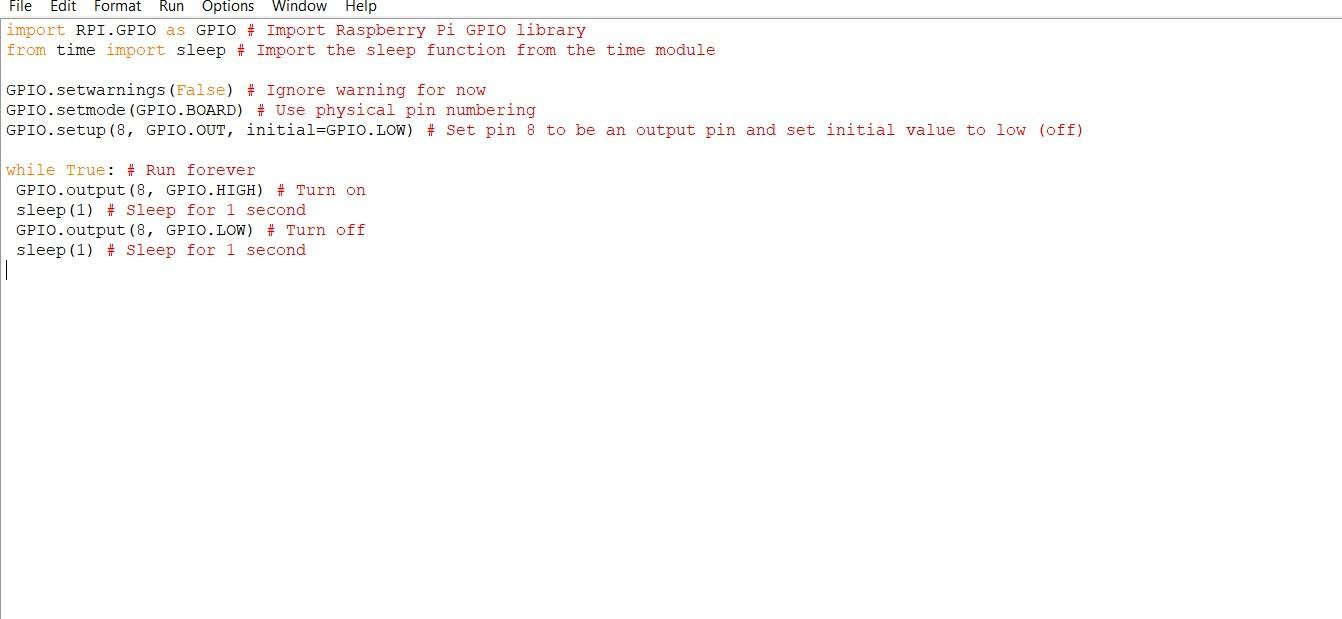 File Edit Format Run Options Window Help
import RPI.GPIO as GPIO # Import Raspberry Pi GPIO library
from time import sleep # Import the sleep function from the time module
GPIO.setwarnings(False) # Ignore warning for now
GPIO.setmode(GPIO.BOARD) # Use physical pin numbering
GPIO.setup(8, GPIO.OUT, initial=GPIO.LOW) # Set pin 8 to be an output pin and set initial value to low (off)
while True: # Run forever
 GPIO.output(8, GPIO.HIGH) # Turn on
 sleep(1) # Sleep for 1 second
 GPIO.output(8, GPIO.LOW) # Turn off
 sleep(1) # Sleep for 1 second